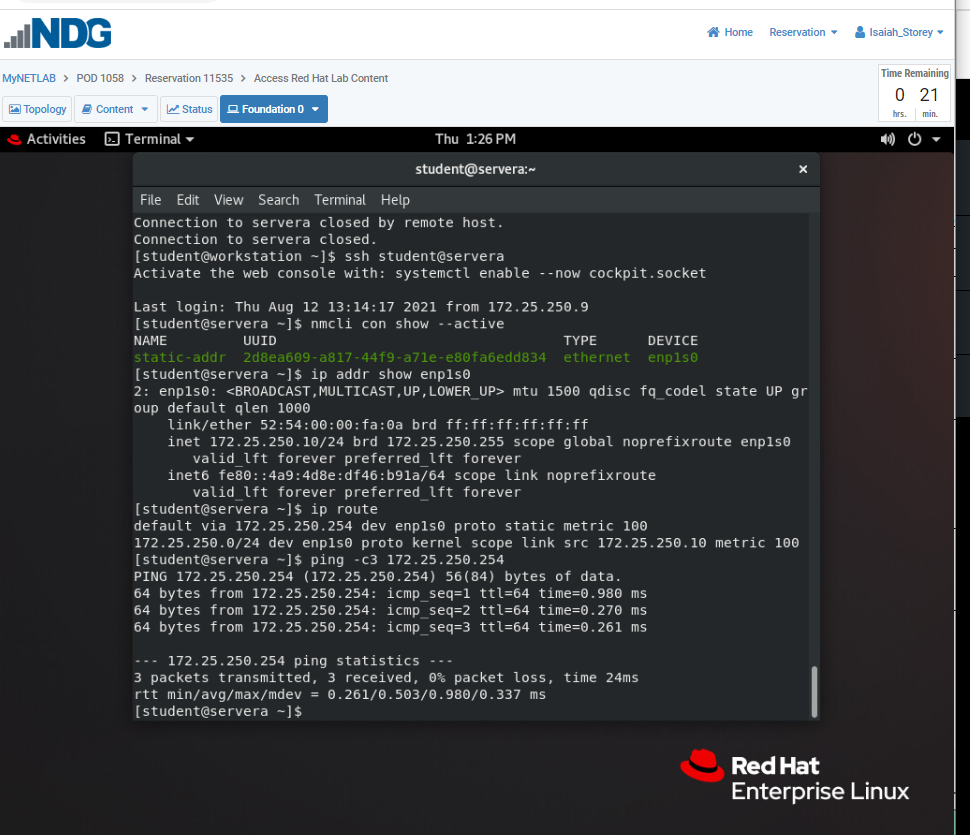 NDG
Home Reservation Isaiah_Storey
MyNETLAB > POD 1058 > Reservation 11535 > Access Red Hat Lab Content
Time Remaining
0 21
hrs. min.
Topology Content Status Foundation 0
Activities Terminal Thu 1:26 PM
student@servera:~ ×
File Edit View Search Terminal Help
Connection to servera closed by remote host.
Connection to servera closed.
[student@workstation ~]$ ssh student@servera
Activate the web console with: systemctl enable --now cockpit.socket
Last login: Thu Aug 12 13:14:17 2021 from 172.25.250.9
[student@servera ~]$ nmcli con show --active
NAME UUID TYPE DEVICE
static-addr 2d8ea609-a817-44f9-a71e-e80fa6edd834 ethernet enp1s0
[student@servera ~]$ ip addr show enp1s0
2: enp1s0: <BROADCAST,MULTICAST,UP,LOWER_UP> mtu 1500 qdisc fq_codel state UP gr
oup default qlen 1000
link/ether 52:54:00:00:fa:0a brd ff:ff:ff:ff:ff:ff
inet 172.25.250.10/24 brd 172.25.250.255 scope global noprefixroute enp1s0
valid_lft forever preferred_lft forever
inet6 fe80::4a9:4d8e:df46:b91a/64 scope link noprefixroute
valid_lft forever preferred_lft forever
[student@servera ~]$ ip route
default via 172.25.250.254 dev enp1s0 proto static metric 100
172.25.250.0/24 dev enp1s0 proto kernel scope link src 172.25.250.10 metric 100
[student@servera ~]$ ping -c3 172.25.250.254
PING 172.25.250.254 (172.25.250.254) 56(84) bytes of data.
64 bytes from 172.25.250.254: icmp_seq=1 ttl=64 time=0.980 ms
64 bytes from 172.25.250.254: icmp_seq=2 ttl=64 time=0.270 ms
64 bytes from 172.25.250.254: icmp_seq=3 ttl=64 time=0.261 ms
--- 172.25.250.254 ping statistics ---
3 packets transmitted, 3 received, 0% packet loss, time 24ms
rtt min/avg/max/mdev = 0.261/0.503/0.980/0.337 ms
[student@servera ~]$
Red Hat
Enterprise Linux